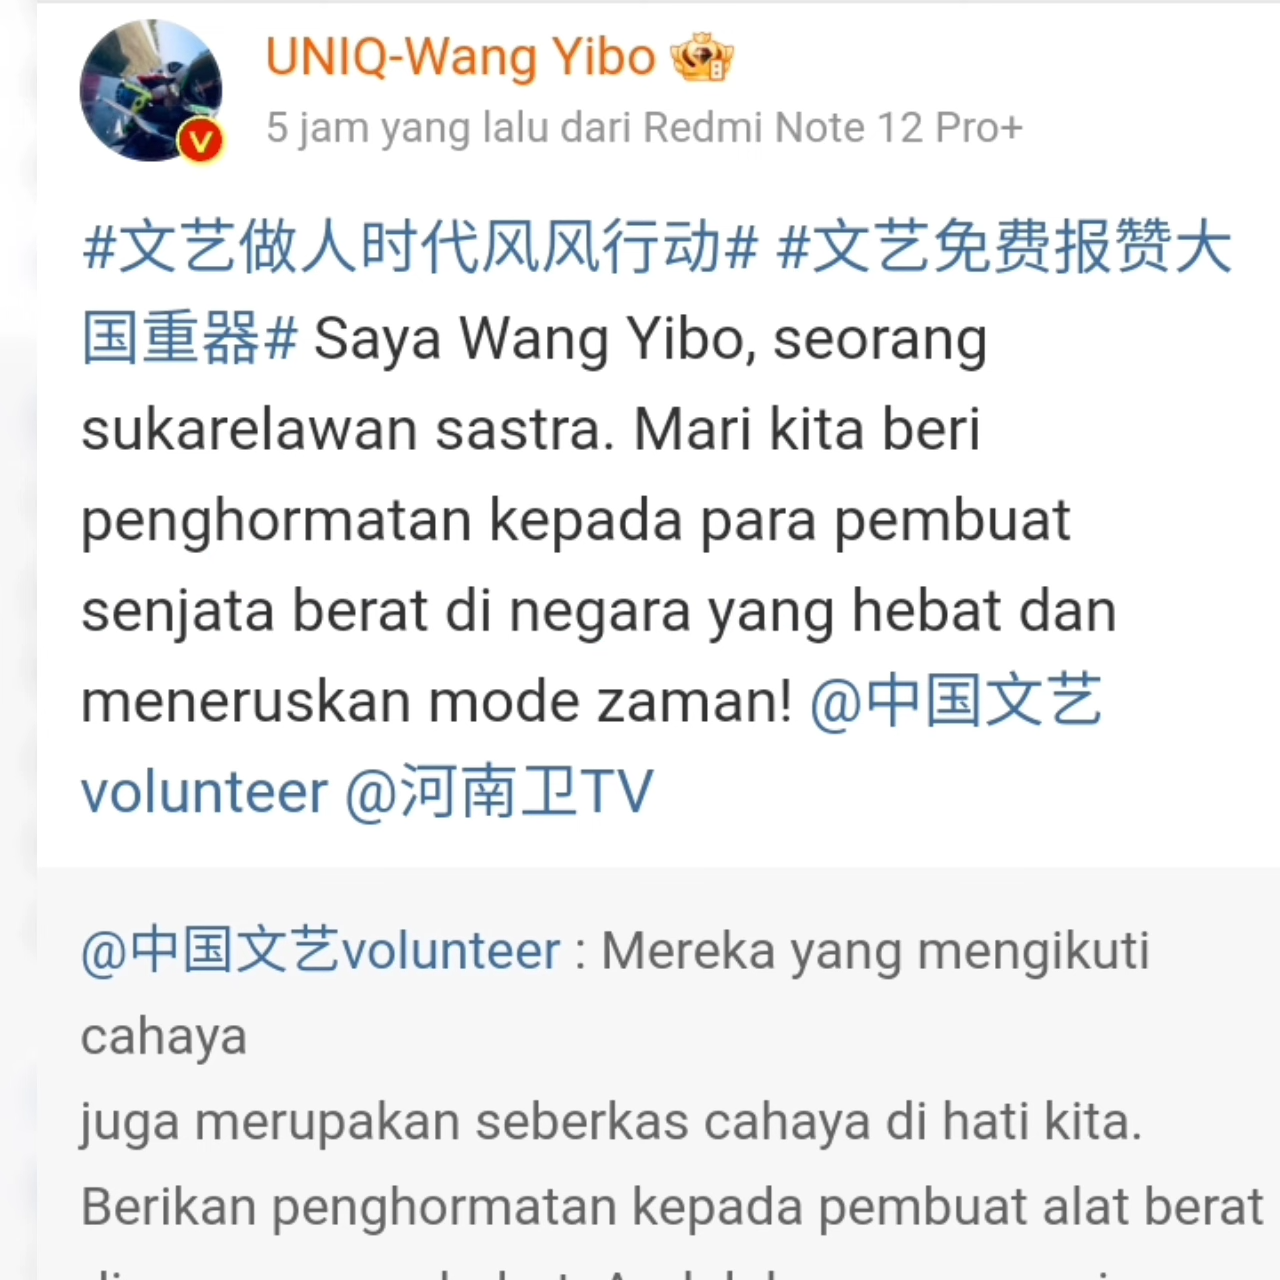 UNIQ-Wang Yibo
5 jam yang lalu dari Redmi Note 12 Pro+
#文艺做人时代风风行动# #文艺免费报赞大
国重器# Saya Wang Yibo, seorang
sukarelawan sastra. Mari kita beri
penghormatan kepada para pembuat
senjata berat di negara yang hebat dan
meneruskan mode zaman! @中国文艺
volunteer @河南卫TV
@中国文艺volunteer : Mereka yang mengikuti
cahaya
juga merupakan seberkas cahaya di hati kita.
Berikan penghormatan kepada pembuat alat berat